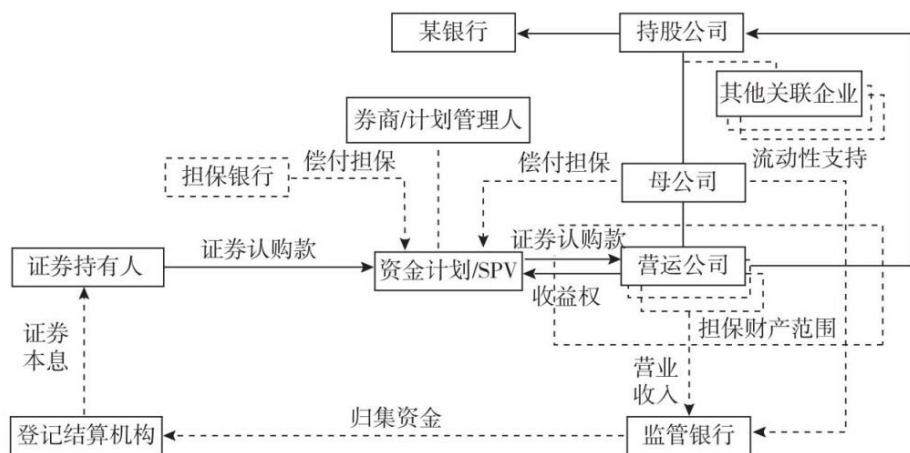 某银行
持股公司
其他关联企业
券商/计划管理人
流动性支持
担保银行
偿付担保
偿付担保
母公司
证券持有人
证券认购款
资金计划/SPV
证券认购款
营运公司
收益权
担保财产范围
证券
本息
营业
收入
登记结算机构
归集资金
监管银行